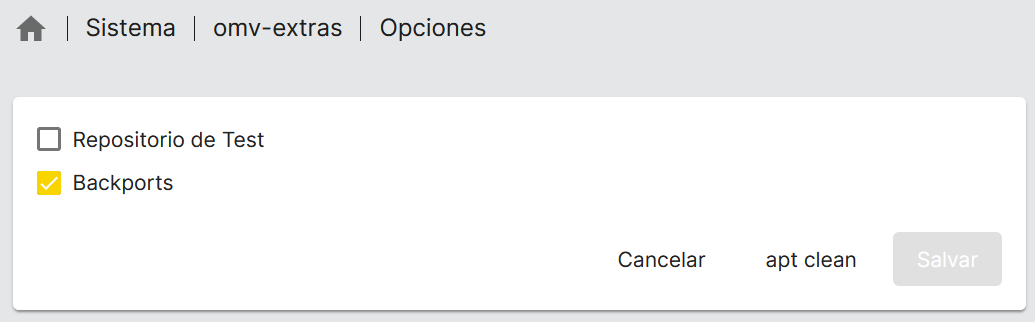 Sistema | omv-extras | Opciones
Repositorio de Test
Backports
Cancelar apt clean Salvar